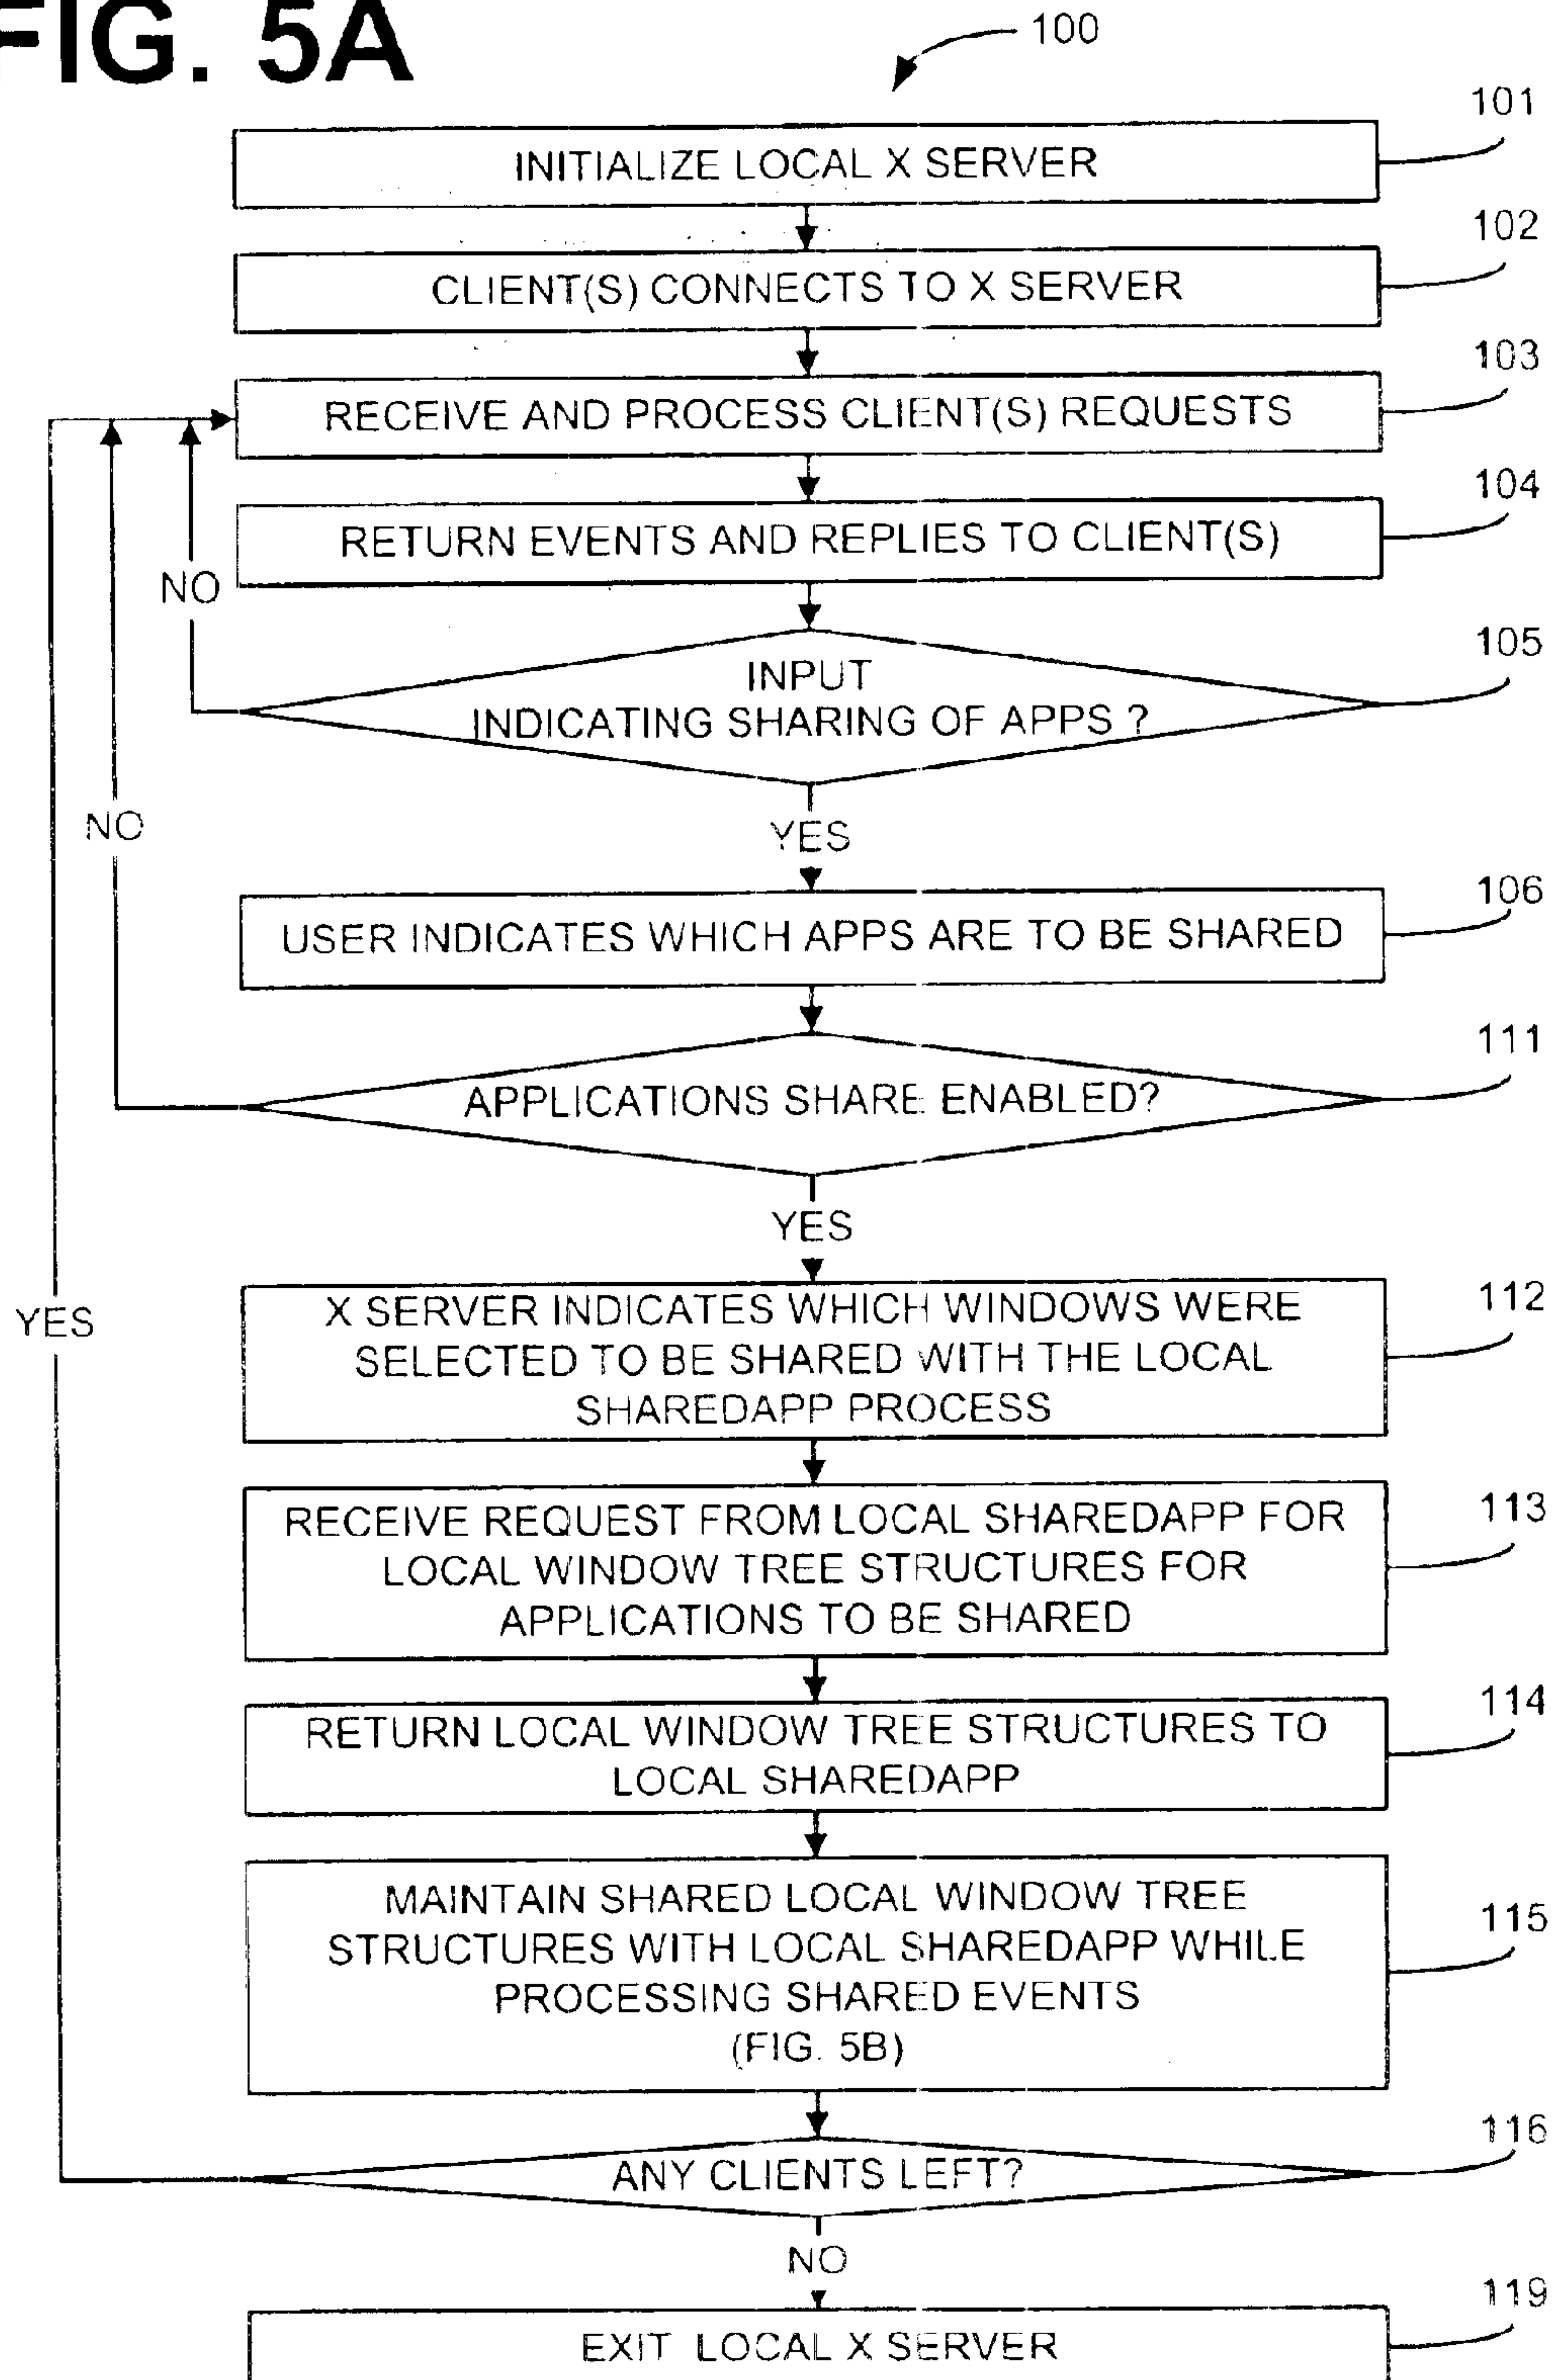 FIG. 5A
100
INITIALIZE LOCAL X SERVER
101
CLIENT(S) CONNECTS TO X SERVER
102
RECEIVE AND PROCESS CLIENT(S) REQUESTS
103
RETURN EVENTS AND REPLIES TO CLIENT(S)
104
NO
INPUT
INDICATING SHARING OF APPS ?
105
NO
YES
USER INDICATES WHICH APPS ARE TO BE SHARED
106
APPLICATIONS SHARE ENABLED?
111
YES
YES
X SERVER INDICATES WHICH WINDOWS WERE
SELECTED TO BE SHARED WITH THE LOCAL
SHAREDAPP PROCESS
112
RECEIVE REQUEST FROM LOCAL SHAREDAPP FOR
LOCAL WINDOW TREE STRUCTURES FOR
APPLICATIONS TO BE SHARED
113
RETURN LOCAL WINDOW TREE STRUCTURES TO
LOCAL SHAREDAPP
114
MAINTAIN SHARED LOCAL WINDOW TREE
STRUCTURES WITH LOCAL SHAREDAPP WHILE
PROCESSING SHARED EVENTS
(FIG. 5B)
115
ANY CLIENTS LEFT?
116
NO
EXIT LOCAL X SERVER
119